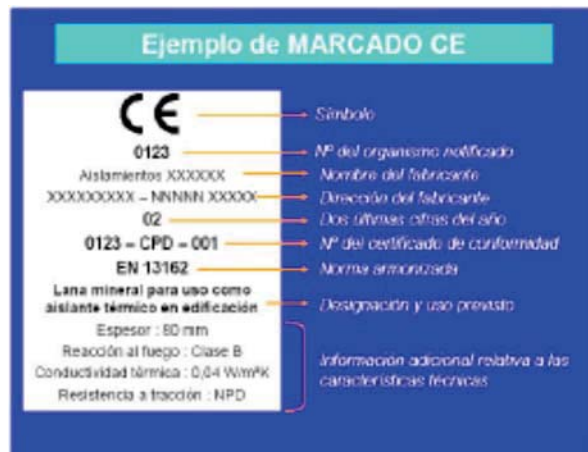 Ejemplo de MARCADO CE
CE
Símbolo
0123
Nº del organismo notificado
Aislamientos XXXXXX
Nombre del fabricante
XXXXXXXXX – NNNNN XXXXX
Dirección del fabricante
02
Dos últimas cifras del año
0123 – CPD – 001
Nº del certificado de conformidad
EN 13162
Norma armonizada
Lana mineral para uso como
aislante térmico en edificación
Designación y uso previsto
Espesor : 80 mm
Reacción al fuego : Clase B
Conductividad térmica : 0,04 W/mºK
Resistencia a tracción : NPD
Información adicional relativa a las
características técnicas